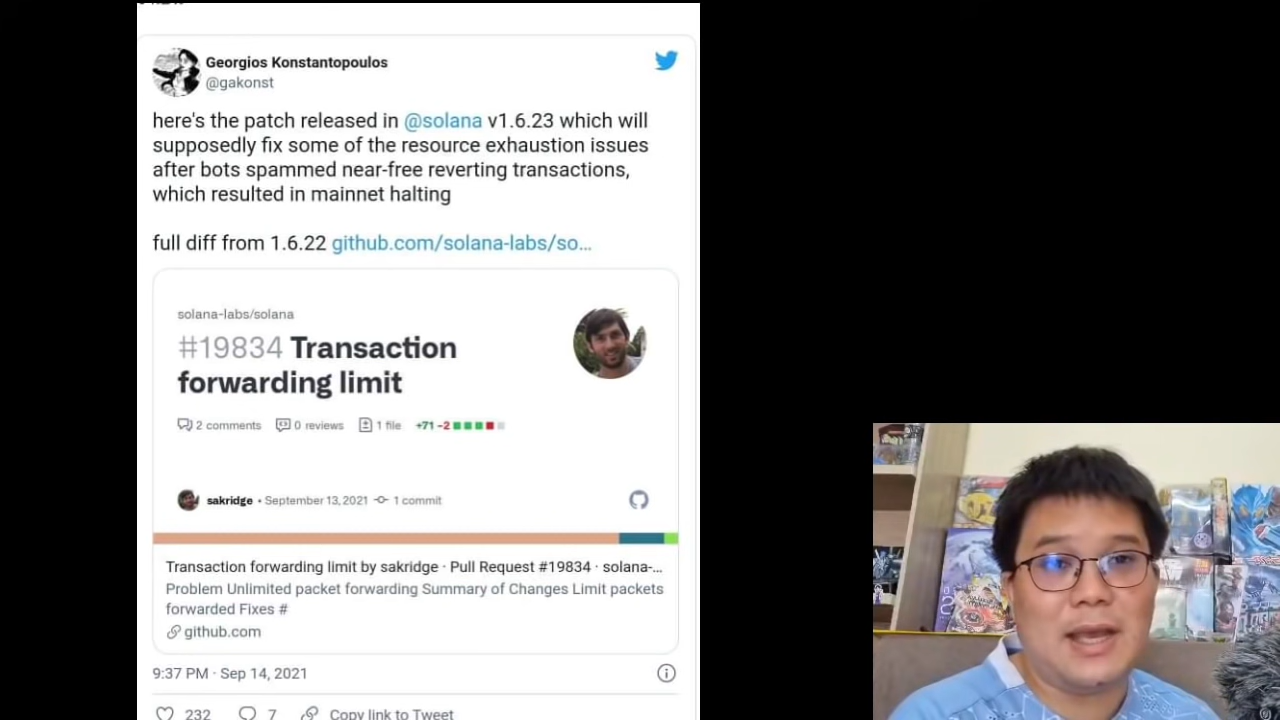 Georgios Konstantopoulos
@gakonst
here's the patch released in @solana v1.6.23 which will
supposedly fix some of the resource exhaustion issues
after bots spammed near-free reverting transactions,
which resulted in mainnet halting
full diff from 1.6.22 github.com/solana-labs/so…
solana-labs/solana
#19834 Transaction
forwarding limit
2 comments 0 reviews 1 file +71 −2
sakridge • September 13, 2021 1 commit
Transaction forwarding limit by sakridge · Pull Request #19834 · solana-…
Problem Unlimited packet forwarding Summary of Changes Limit packets
forwarded Fixes #
github.com
9:37 PM · Sep 14, 2021
232 7 Copy link to Tweet